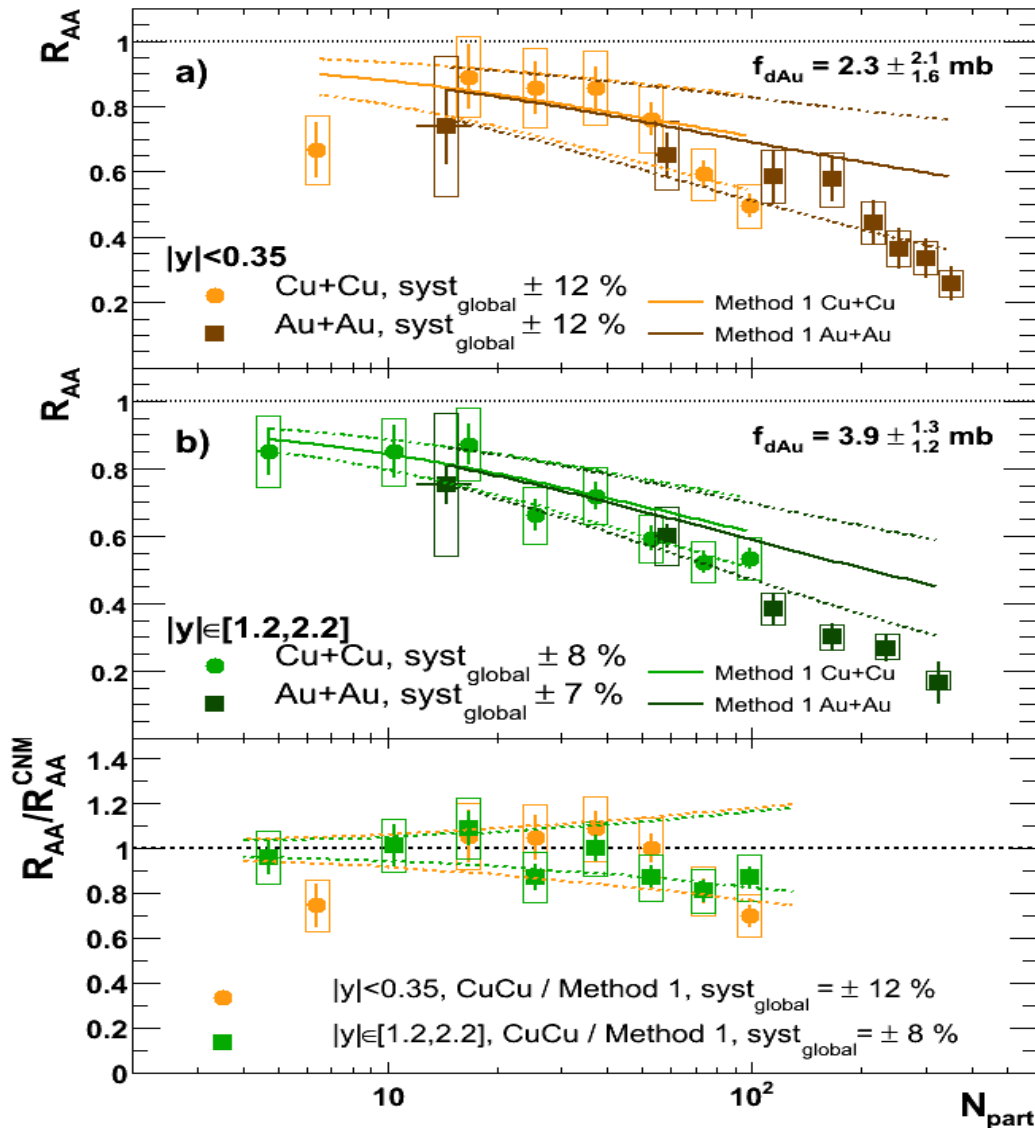 R_AA
1
0.8
0.6
0.4
0.2
a)
f_dAu = 2.3 ± ^2.1 _1.6 mb
|y|<0.35
Cu+Cu, syst_global ± 12 %
Au+Au, syst_global ± 12 %
Method 1 Cu+Cu
Method 1 Au+Au
R_AA
1
0.8
0.6
0.4
0.2
b)
f_dAu = 3.9 ± ^1.3 _1.2 mb
|y|∈[1.2,2.2]
Cu+Cu, syst_global ± 8 %
Au+Au, syst_global ± 7 %
Method 1 Cu+Cu
Method 1 Au+Au
R_AA/R_AA^CNM
1.4
1.2
1
0.8
0.6
0.4
0.2
0
|y|<0.35, CuCu / Method 1, syst_global = ± 12 %
|y|∈[1.2,2.2], CuCu / Method 1, syst_global = ± 8 %
10
10^2
N_part